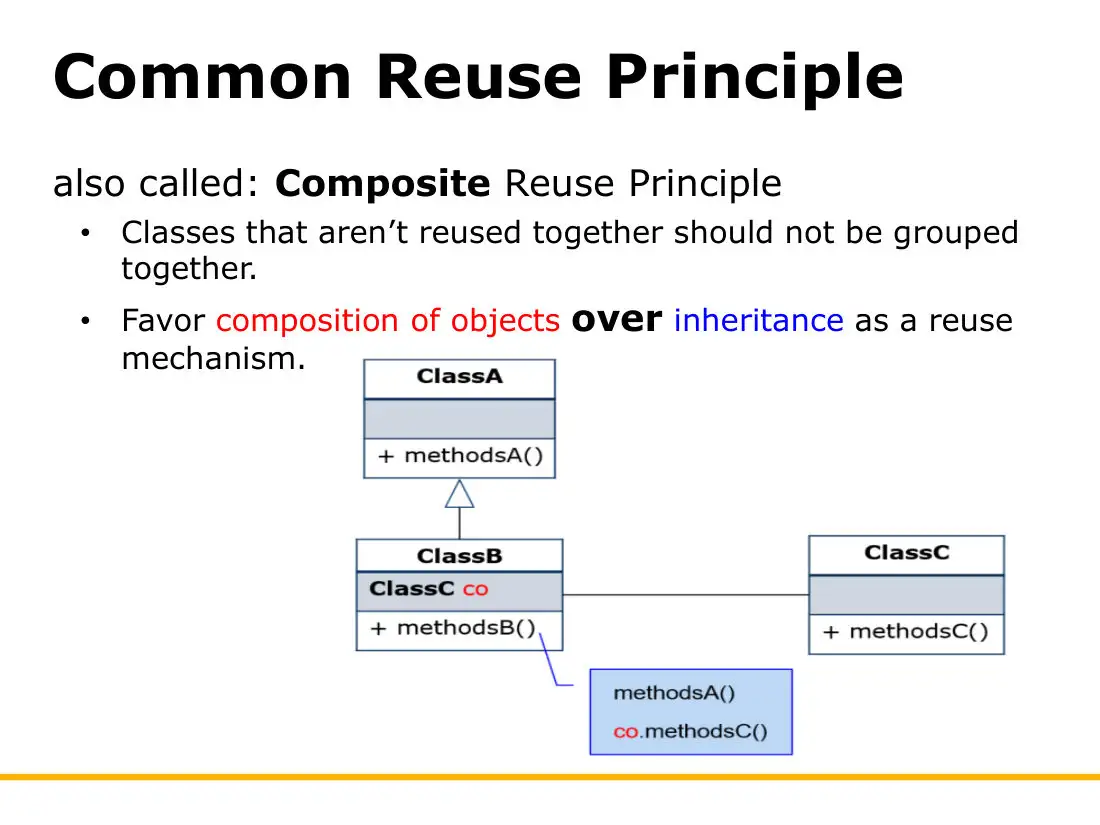 Common Reuse Principle
also called: Composite Reuse Principle
• Classes that aren’t reused together should not be grouped
together.
• Favor composition of objects over inheritance as a reuse
mechanism.
ClassA
+ methodsA()
ClassB
ClassC co
+ methodsB()
ClassC
+ methodsC()
methodsA()
co.methodsC()